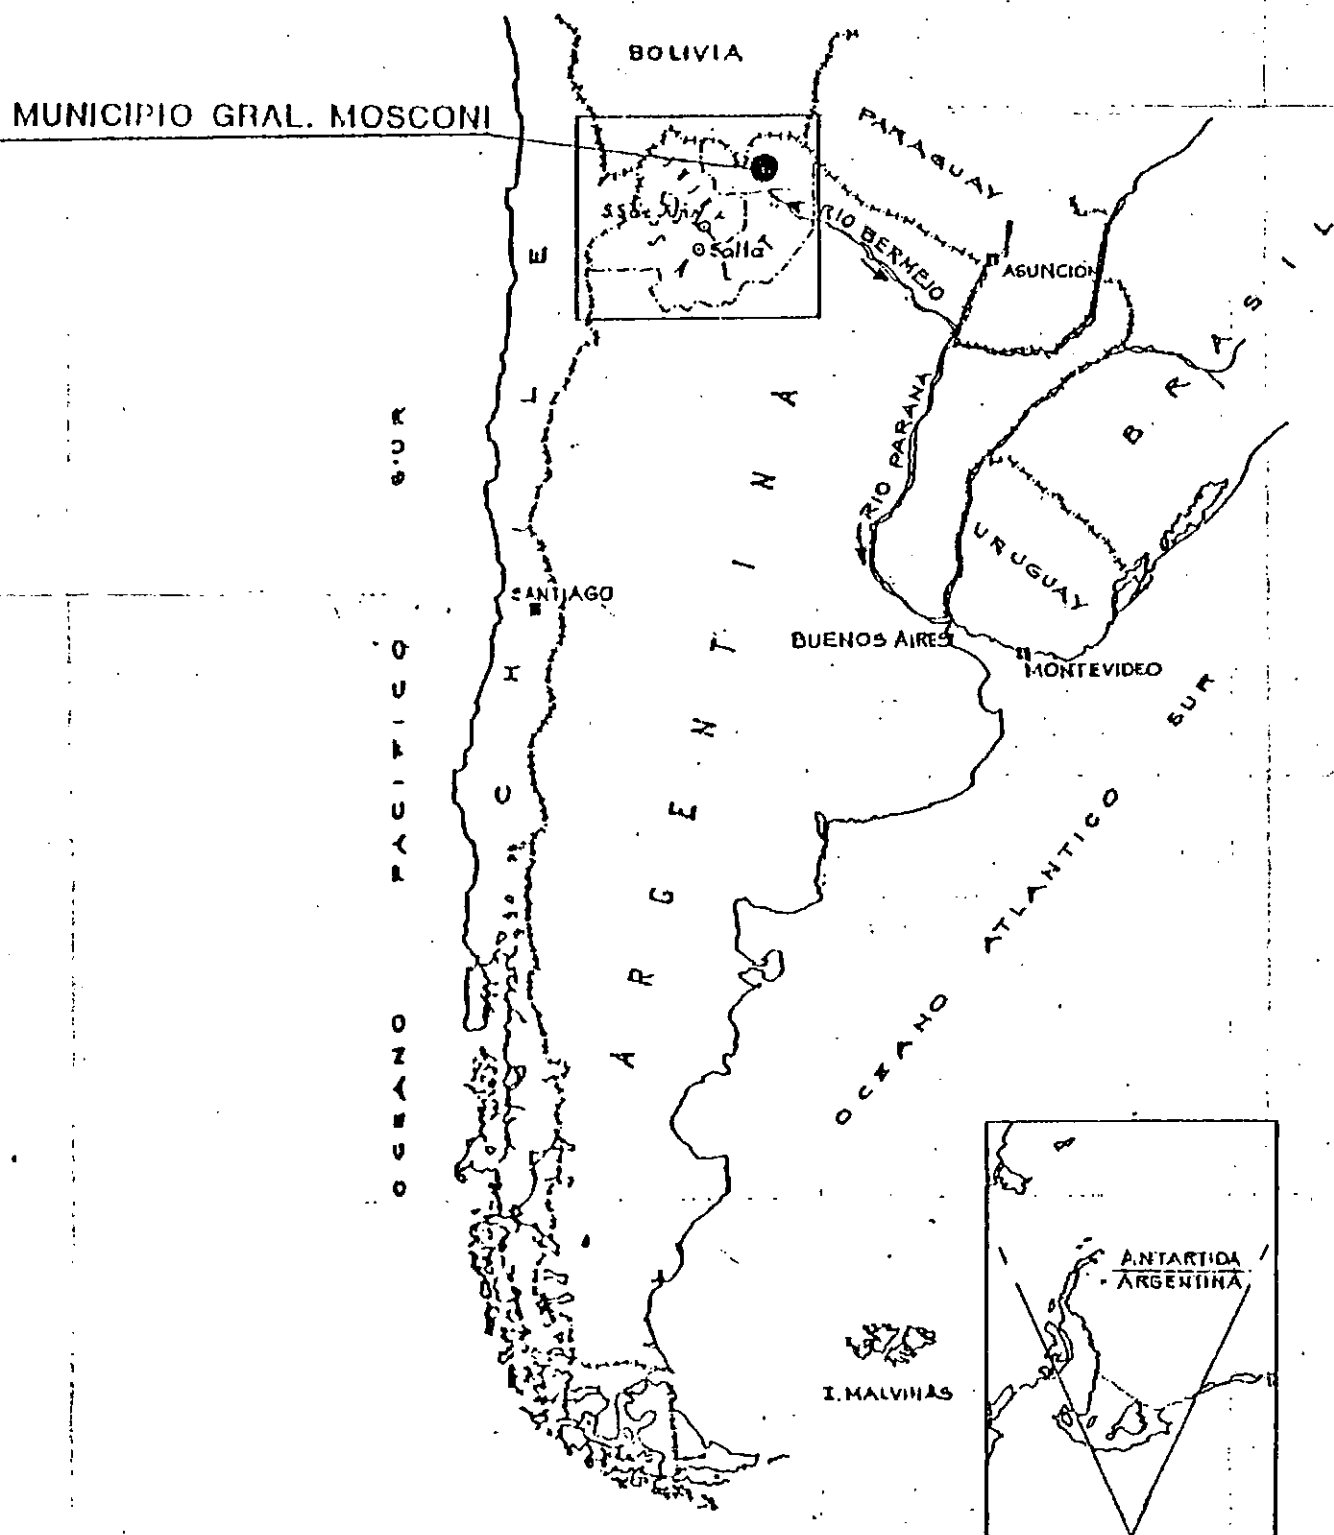 BOLIVIA
MUNICIPIO GRAL. MOSCONI
PARAGUAY
SALTA
Salta
RIO BERMEJO
ASUNCION
BRASIL
CHILE
ARGENTINA
RIO PARANA
URUGUAY
SANTIAGO
BUENOS AIRES
MONTEVIDEO
OCEANO PACIFICO SUR
OCEANO ATLANTICO SUR
ANTARTIDA
ARGENTINA
I. MALVINAS